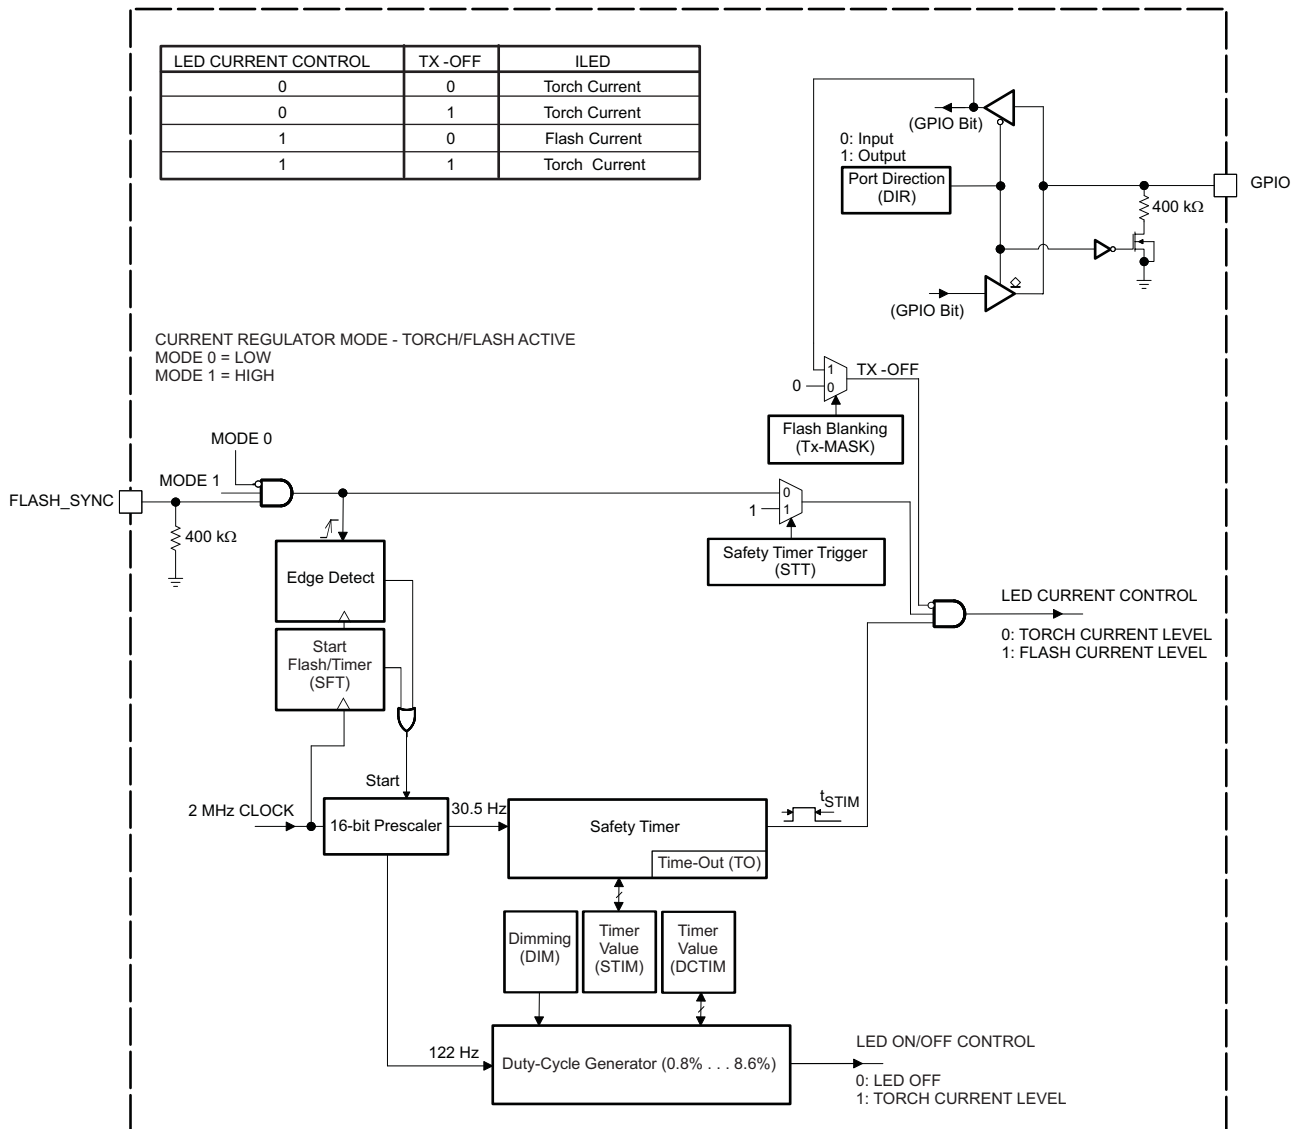 LED CURRENT CONTROL TX -OFF ILED
0 0 Torch Current
0 1 Torch Current
1 0 Flash Current
1 1 Torch Current
(GPIO Bit)
0: Input
1: Output
Port Direction
(DIR)
GPIO
400 kΩ
(GPIO Bit)
CURRENT REGULATOR MODE - TORCH/FLASH ACTIVE
MODE 0 = LOW
MODE 1 = HIGH
1
0
0
TX -OFF
Flash Blanking
(Tx-MASK)
MODE 0
MODE 1
FLASH_SYNC
400 kΩ
0
1
1
Safety Timer Trigger
(STT)
Edge Detect
Start
Flash/Timer
(SFT)
LED CURRENT CONTROL
0: TORCH CURRENT LEVEL
1: FLASH CURRENT LEVEL
Start
2 MHz CLOCK
16-bit Prescaler
30.5 Hz
Safety Timer
Time-Out (TO)
tSTIM
Dimming
(DIM)
Timer
Value
(STIM)
Timer
Value
(DCTIM
122 Hz
Duty-Cycle Generator (0.8% . . . 8.6%)
LED ON/OFF CONTROL
0: LED OFF
1: TORCH CURRENT LEVEL